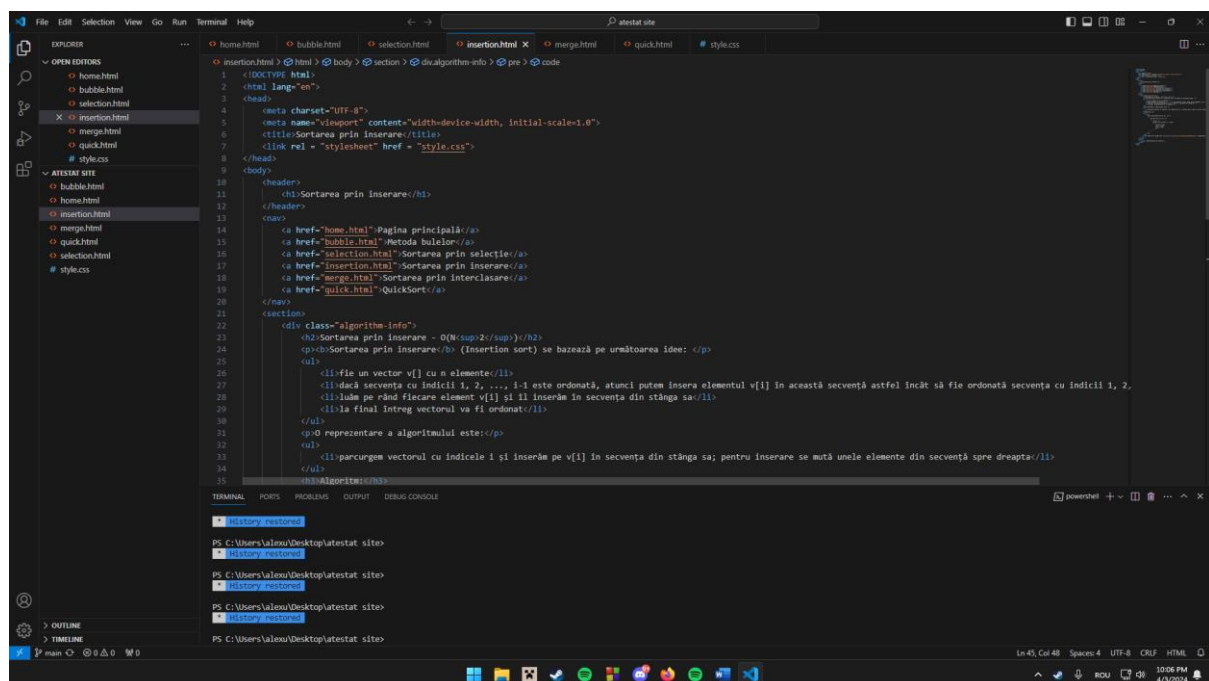 File Edit Selection View Go Run Terminal Help
atestat site
EXPLORER
OPEN EDITORS
home.html
bubble.html
selection.html
insertion.html
merge.html
quick.html
style.css
ATESTAT SITE
bubble.html
home.html
insertion.html
merge.html
quick.html
selection.html
style.css
OUTLINE
TIMELINE
home.html bubble.html selection.html insertion.html merge.html quick.html style.css
insertion.html > html > body > section > div.algorithm-info > pre > code
1 <!DOCTYPE html>
2 <html lang="en">
3 <head>
4 <meta charset="UTF-8">
5 <meta name="viewport" content="width=device-width, initial-scale=1.0">
6 <title>Sortarea prin inserare</title>
7 <link rel = "stylesheet" href = "style.css">
8 </head>
9 <body>
10 <header>
11 <h1>Sortarea prin inserare</h1>
12 </header>
13 <nav>
14 <a href="home.html">Pagina principală</a>
15 <a href="bubble.html">Metoda bulelor</a>
16 <a href="selection.html">Sortarea prin selecție</a>
17 <a href="insertion.html">Sortarea prin inserare</a>
18 <a href="merge.html">Sortarea prin interclasare</a>
19 <a href="quick.html">QuickSort</a>
20 </nav>
21 <section>
22 <div class="algorithm-info">
23 <h2>Sortarea prin inserare - O(N<sup>2</sup>)</h2>
24 <p><b>Sortarea prin inserare</b> (Insertion sort) se bazează pe următoarea idee: </p>
25 <ul>
26 <li>fie un vector v[] cu n elemente</li>
27 <li>dacă secvența cu indicii 1, 2, ..., i-1 este ordonată, atunci putem insera elementul v[i] în această secvență astfel încât să fie ordonată secvența cu indicii 1, 2,
28 <li>luăm pe rând fiecare element v[i] și îl inserăm în secvența din stânga sa</li>
29 <li>la final întreg vectorul va fi ordonat</li>
30 </ul>
31 <p>O reprezentare a algoritmului este:</p>
32 <ul>
33 <li>parcurgem vectorul cu indicele i și inserăm pe v[i] în secvența din stânga sa; pentru inserare se mută unele elemente din secvență spre dreapta</li>
34 </ul>
35 <h3>Algoritm:</h3>
TERMINAL PORTS PROBLEMS OUTPUT DEBUG CONSOLE
powershell
* History restored
PS C:\Users\alexu\Desktop\atestat site>
* History restored
PS C:\Users\alexu\Desktop\atestat site>
* History restored
PS C:\Users\alexu\Desktop\atestat site>
* History restored
PS C:\Users\alexu\Desktop\atestat site>
main 0 0 0
Ln 45, Col 48 Spaces: 4 UTF-8 CRLF HTML
ROU 10:06 PM
4/3/2024